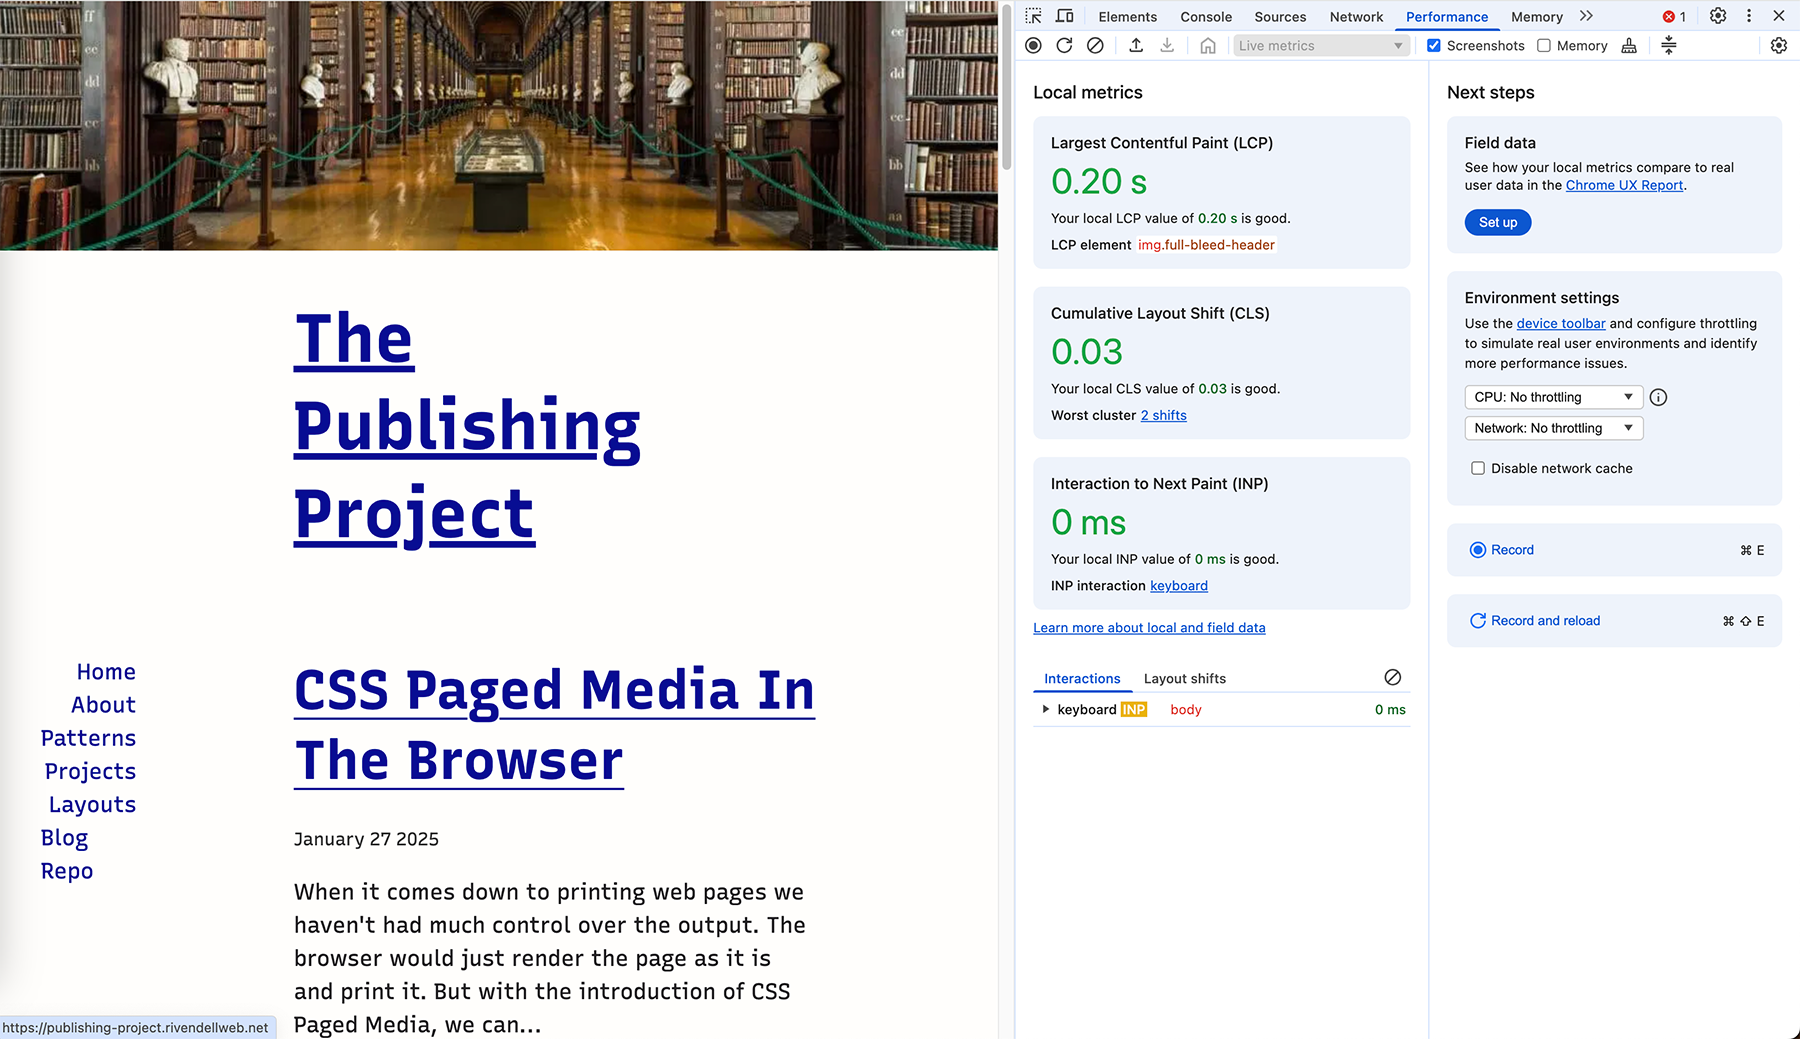 The
Publishing
Project
Home
About
Patterns
Projects
Layouts
Blog
Repo
CSS Paged Media In
The Browser
January 27 2025
When it comes down to printing web pages we
haven't had much control over the output. The
browser would just render the page as it is
and print it. But with the introduction of CSS
Paged Media, we can...
https://publishing-project.rivendellweb.net
Elements Console Sources Network Performance Memory 1
Live metrics Screenshots Memory
Local metrics
Largest Contentful Paint (LCP)
0.20 s
Your local LCP value of 0.20 s is good.
LCP element img.full-bleed-header
Cumulative Layout Shift (CLS)
0.03
Your local CLS value of 0.03 is good.
Worst cluster 2 shifts
Interaction to Next Paint (INP)
0 ms
Your local INP value of 0 ms is good.
INP interaction keyboard
Learn more about local and field data
Interactions Layout shifts
keyboard INP body 0 ms
Next steps
Field data
See how your local metrics compare to real
user data in the Chrome UX Report.
Set up
Environment settings
Use the device toolbar and configure throttling
to simulate real user environments and identify
more performance issues.
CPU: No throttling
Network: No throttling
Disable network cache
Record ⌘ E
Record and reload ⌘ ⇧ E
dd
cc
bb
ee
dd
cc
bb
aa